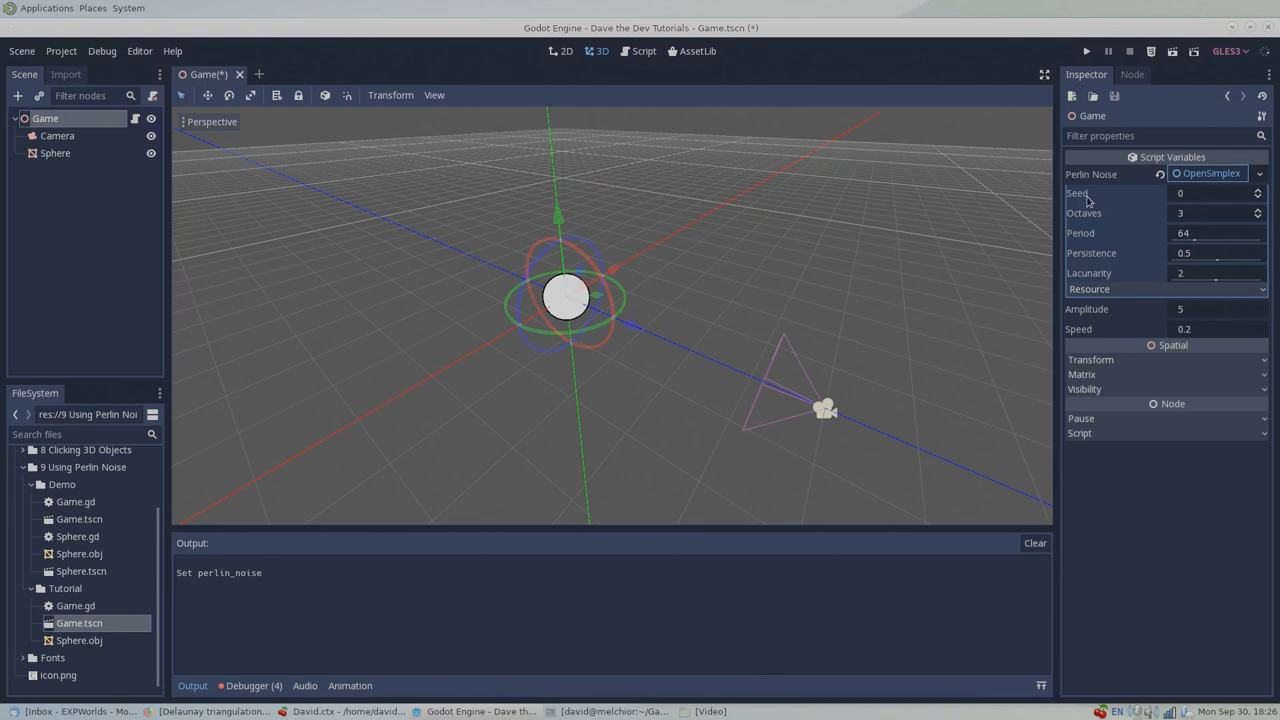 Applications Places System
Godot Engine - Dave the Dev Tutorials - Game.tscn (*)
Scene Project Debug Editor Help
2D 3D Script AssetLib
GLES3
Scene Import
Game(*)
Inspector Node
Filter nodes
Transform View
Game
Camera
Sphere
Perspective
Game
Filter properties
Script Variables
Perlin Noise OpenSimplex
Seed 0
Octaves 3
Period 64
Persistence 0.5
Lacunarity 2
Resource
Amplitude 5
Speed 0.2
Spatial
Transform
Matrix
Visibility
Node
Pause
Script
FileSystem
res://9 Using Perlin Noi
Search files
8 Clicking 3D Objects
9 Using Perlin Noise
Demo
Game.gd
Game.tscn
Sphere.gd
Sphere.obj
Sphere.tscn
Tutorial
Game.gd
Game.tscn
Sphere.obj
Fonts
icon.png
Output: Clear
Set perlin_noise
Output Debugger (4) Audio Animation
[Inbox - EXPWorlds - Mo... [Delaunay triangulation... David.ctx - /home/david... Godot Engine - Dave th... [david@melchior: ~/Ga... [Video] EN Mon Sep 30, 18:26